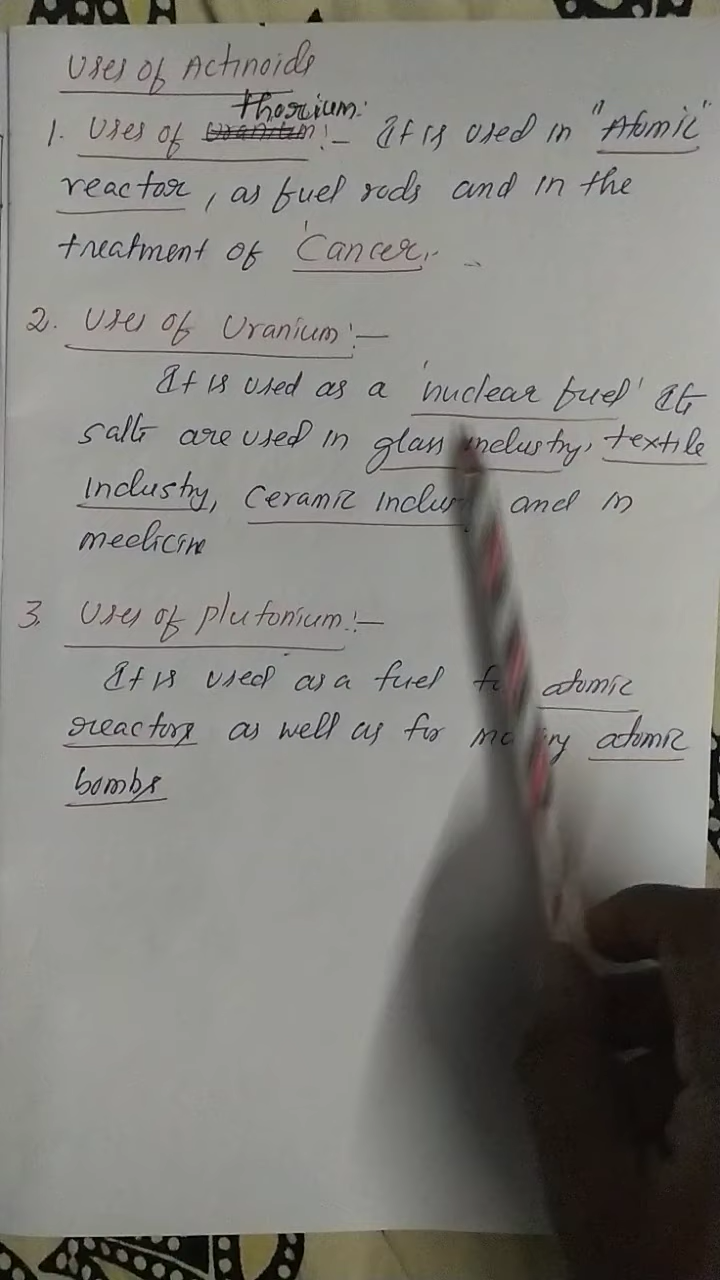 Uses of Actinoids
Thorium:
1. Uses of :- It is used in "Atomic"
reactor, as fuel rods and in the
treatment of 'Cancer.
2. Uses of Uranium:-
It is used as a 'nuclear fuel' Its
salts are used in glass industry, textile
industry, Ceramic indus and in
medicine
3. Uses of Plutonium:-
It is used as a fuel f atomic
reactors as well as for ma ing atomic
bombs